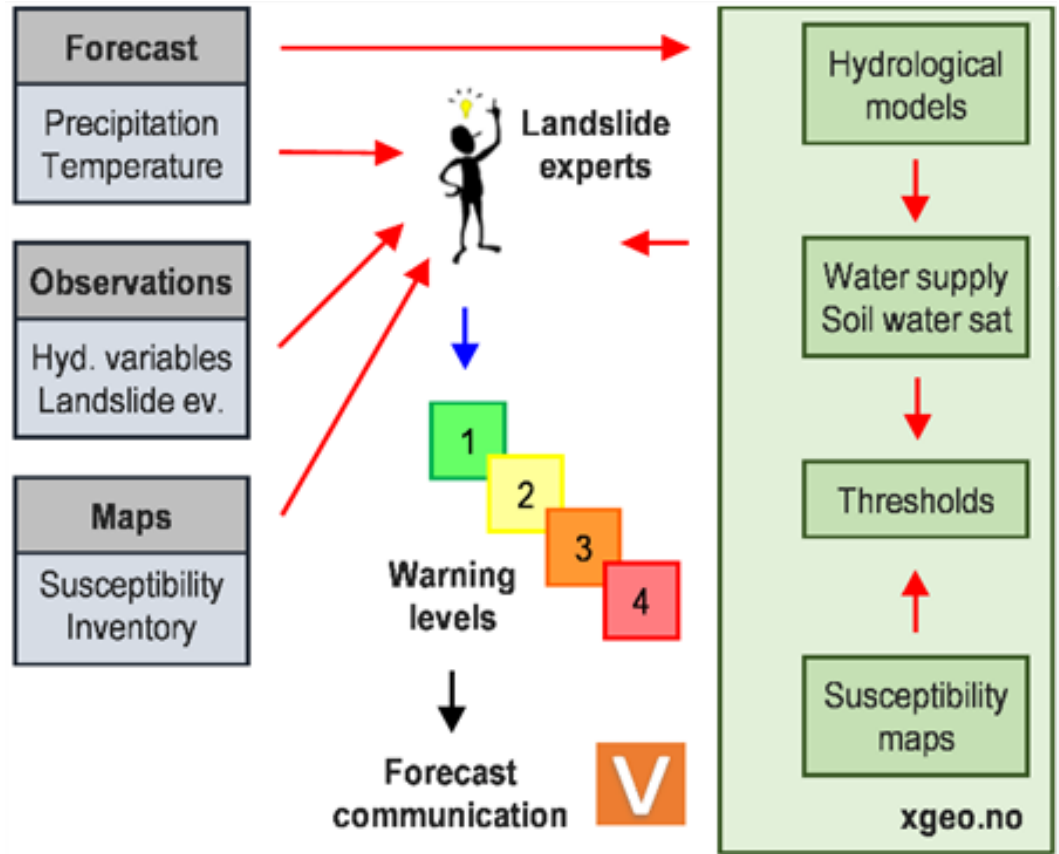 Forecast
Precipitation
Temperature
Observations
Hyd. variables
Landslide ev.
Maps
Susceptibility
Inventory
Landslide
experts
1
2
3
4
Warning
levels
Forecast
communication
V
Hydrological
models
Water supply
Soil water sat
Thresholds
Susceptibility
maps
xgeo.no